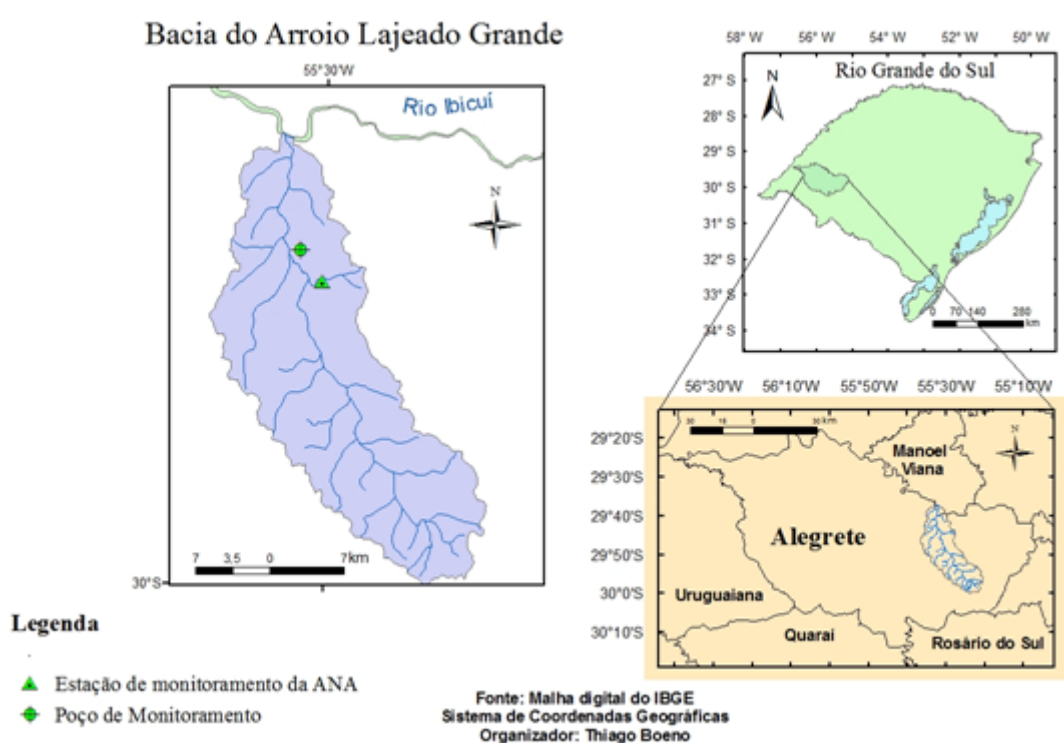 Bacia do Arroio Lajeado Grande
55°30'W
Rio Ibicuí
N
7 3,5 0 7 km
30°S
58° W 56° W 54° W 52° W 50° W
Rio Grande do Sul
N
27° S
28° S
29° S
30° S
31° S
32° S
33° S
34° S
0 70 140 280
km
56°30'W 56°10'W 55°50'W 55°30'W 55°10'W
km
N
29°20'S
29°30'S
29°40'S
29°50'S
30°0'S
30°10'S
Manoel
Viana
Alegrete
Uruguaiana
Quaraí
Rosário do Sul
Legenda
Estação de monitoramento da ANA
Poço de Monitoramento
Fonte: Malha digital do IBGE
Sistema de Coordenadas Geográficas
Organizador: Thiago Boeno